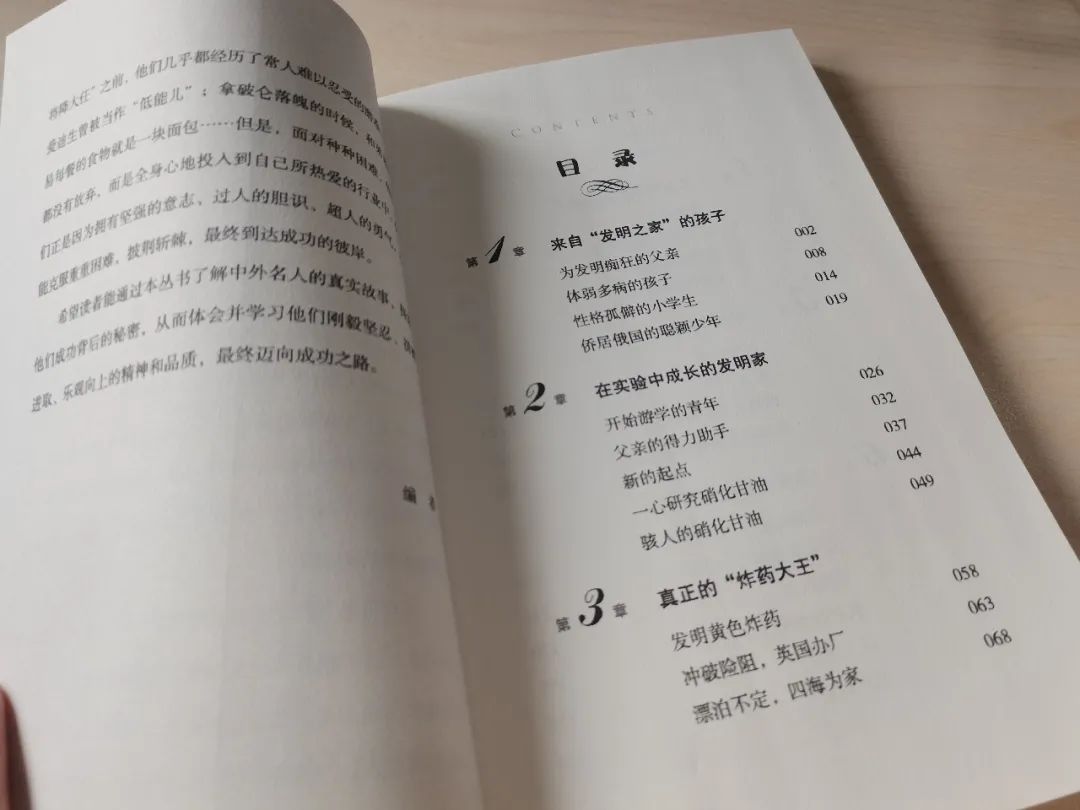 将降大任”之前,他们几乎都经历了常人难以忍受的
爱迪生曾被当作“低能儿”;拿破仑落魄的时候,和
易每餐的食物就是一块面包……但是,面对种种困难,
都没有放弃,而是全身心地投入到自己所热爱的行业中,
们正是因为拥有坚强的意志、过人的胆识、超人的勇气,
能克服重重困难,披荆斩棘,最终到达成功的彼岸。
希望读者能通过本丛书了解中外名人的真实故事,
他们成功背后的秘密,从而体会并学习他们刚毅坚忍、
进取、乐观向上的精神和品质,最终迈向成功之路。
编
CONTENTS
目 录
第1章 来自“发明之家”的孩子
为发明痴狂的父亲 002
体弱多病的孩子 008
性格孤僻的小学生 014
侨居俄国的聪颖少年 019
第2章 在实验中成长的发明家
开始游学的青年 026
父亲的得力助手 032
新的起点 037
一心研究硝化甘油 044
骇人的硝化甘油 049
第3章 真正的“炸药大王”
发明黄色炸药 058
冲破险阻,英国办厂 063
漂泊不定,四海为家 068